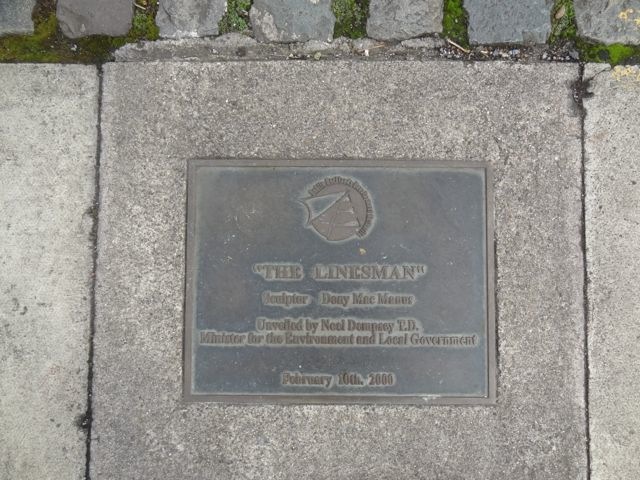 "THE LINESMAN"
Sculptor Dony Mac Manus
Unveiled by Noel Dempsey T.D.
Minister for the Environment and Local Government
February 10th. 2000